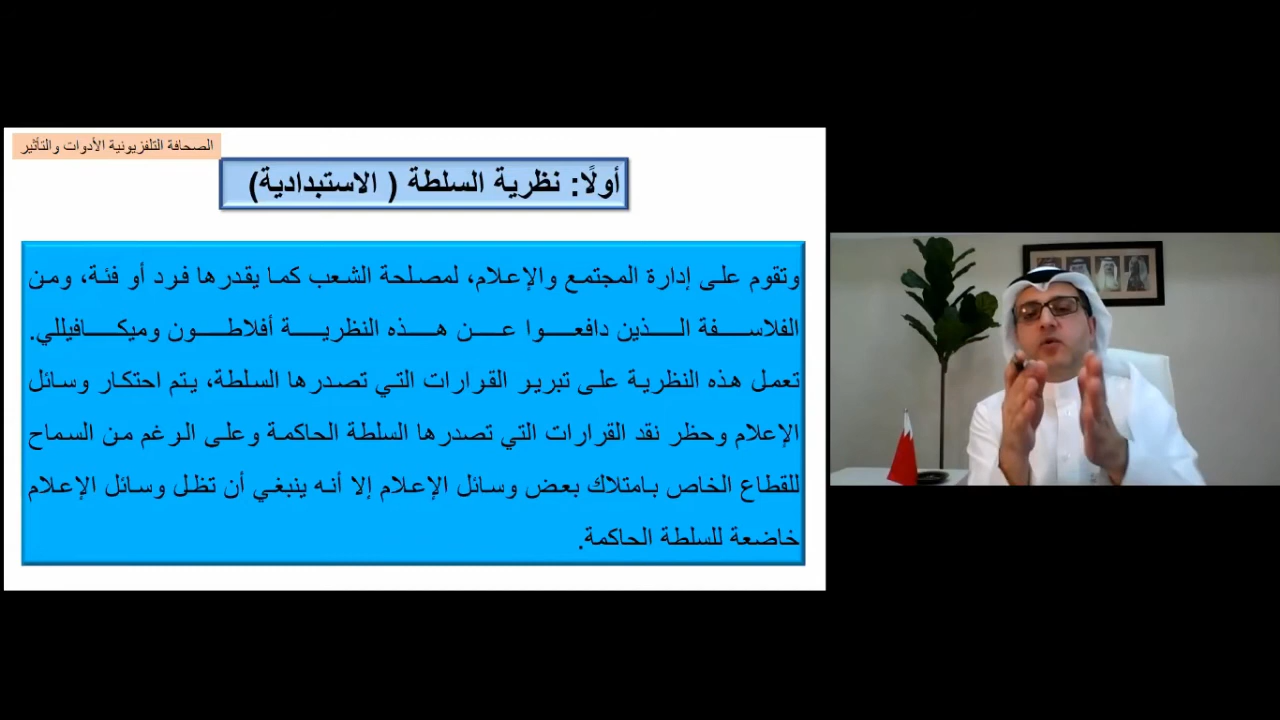 الصحافة التلفزيونية الأدوات والتأثير
أولًا: نظرية السلطة ( الاستبدادية)
وتقوم على إدارة المجتمع والإعلام، لمصلحة الشعب كما يقدرها فرد أو فئة، ومن
الفلاسفة الذين دافعوا عن هذه النظرية أفلاطون وميكافيللي.
تعمل هذه النظرية على تبرير القرارات التي تصدرها السلطة، يتم احتكار وسائل
الإعلام وحظر نقد القرارات التي تصدرها السلطة الحاكمة وعلى الرغم من السماح
للقطاع الخاص بامتلاك بعض وسائل الإعلام إلا أنه ينبغي أن تظل وسائل الإعلام
خاضعة للسلطة الحاكمة.